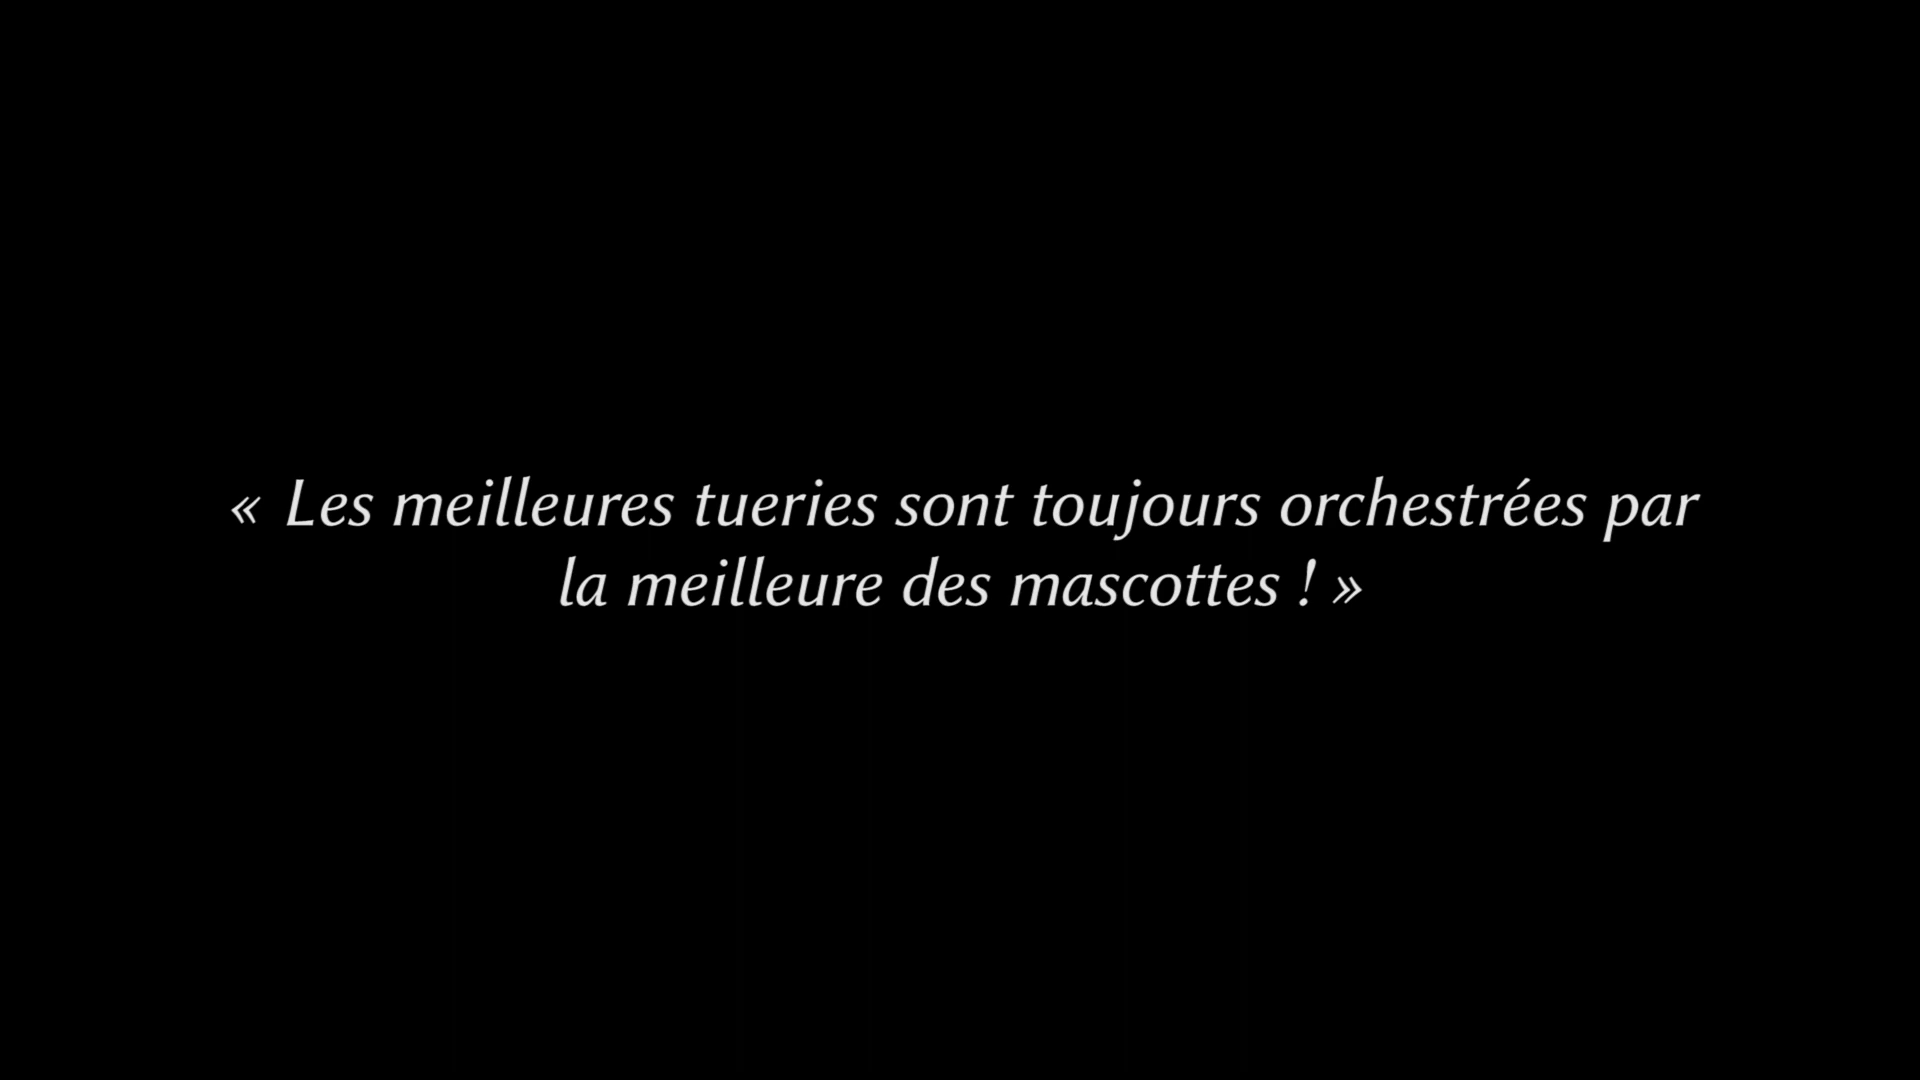 « Les meilleures tueries sont toujours orchestrées par
la meilleure des mascottes ! »